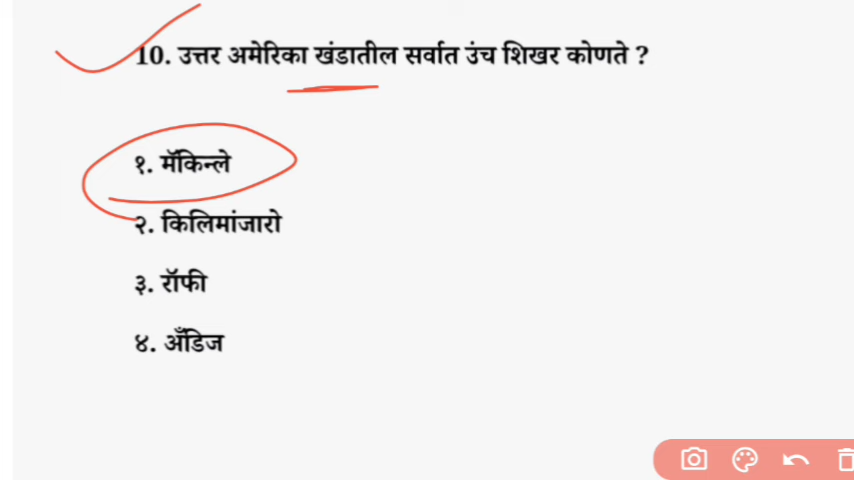 10. उत्तर अमेरिका खंडातील सर्वात उंच शिखर कोणते ?
१. मॅकिन्ले
२. किलिमांजारो
३. रॉफी
४. अँडिज